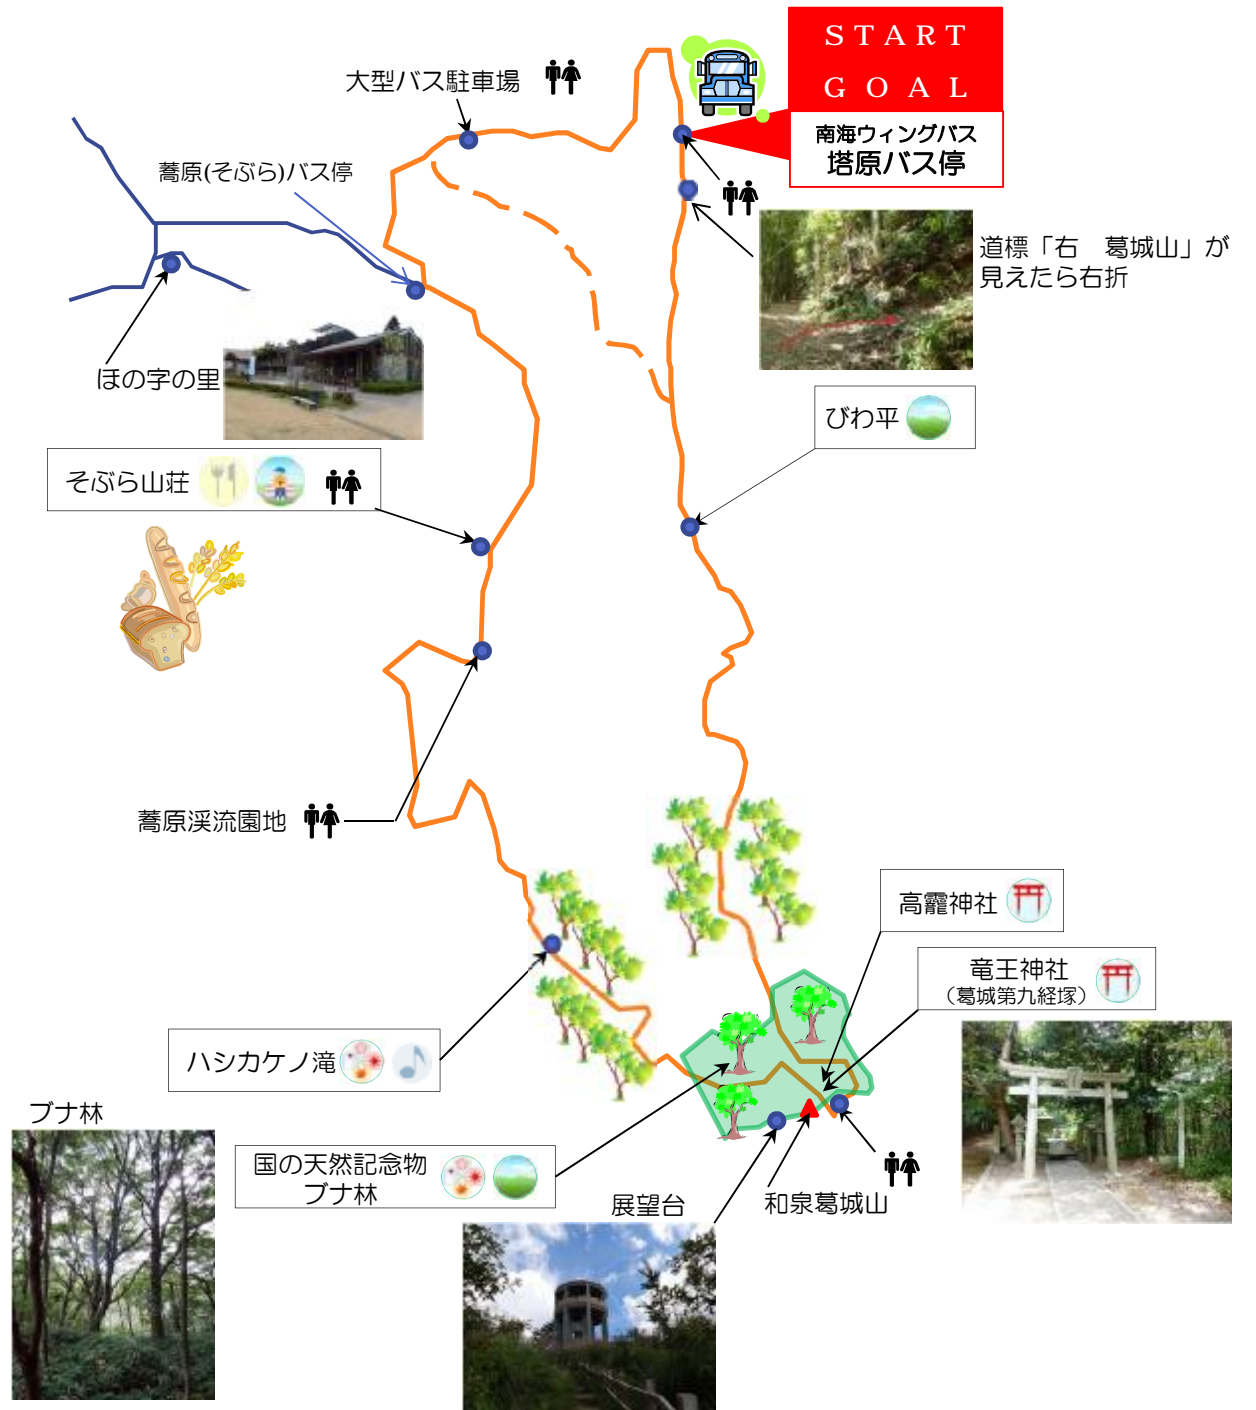 START
GOAL
南海ウィングバス
塔原バス停
大型バス駐車場
蕎原(そぶら)バス停
道標「右　葛城山」が
見えたら右折
ほの字の里
びわ平
そぶら山荘
蕎原渓流園地
高龗神社
竜王神社
（葛城第九経塚）
ハシカケノ滝
ブナ林
国の天然記念物
ブナ林
展望台
和泉葛城山